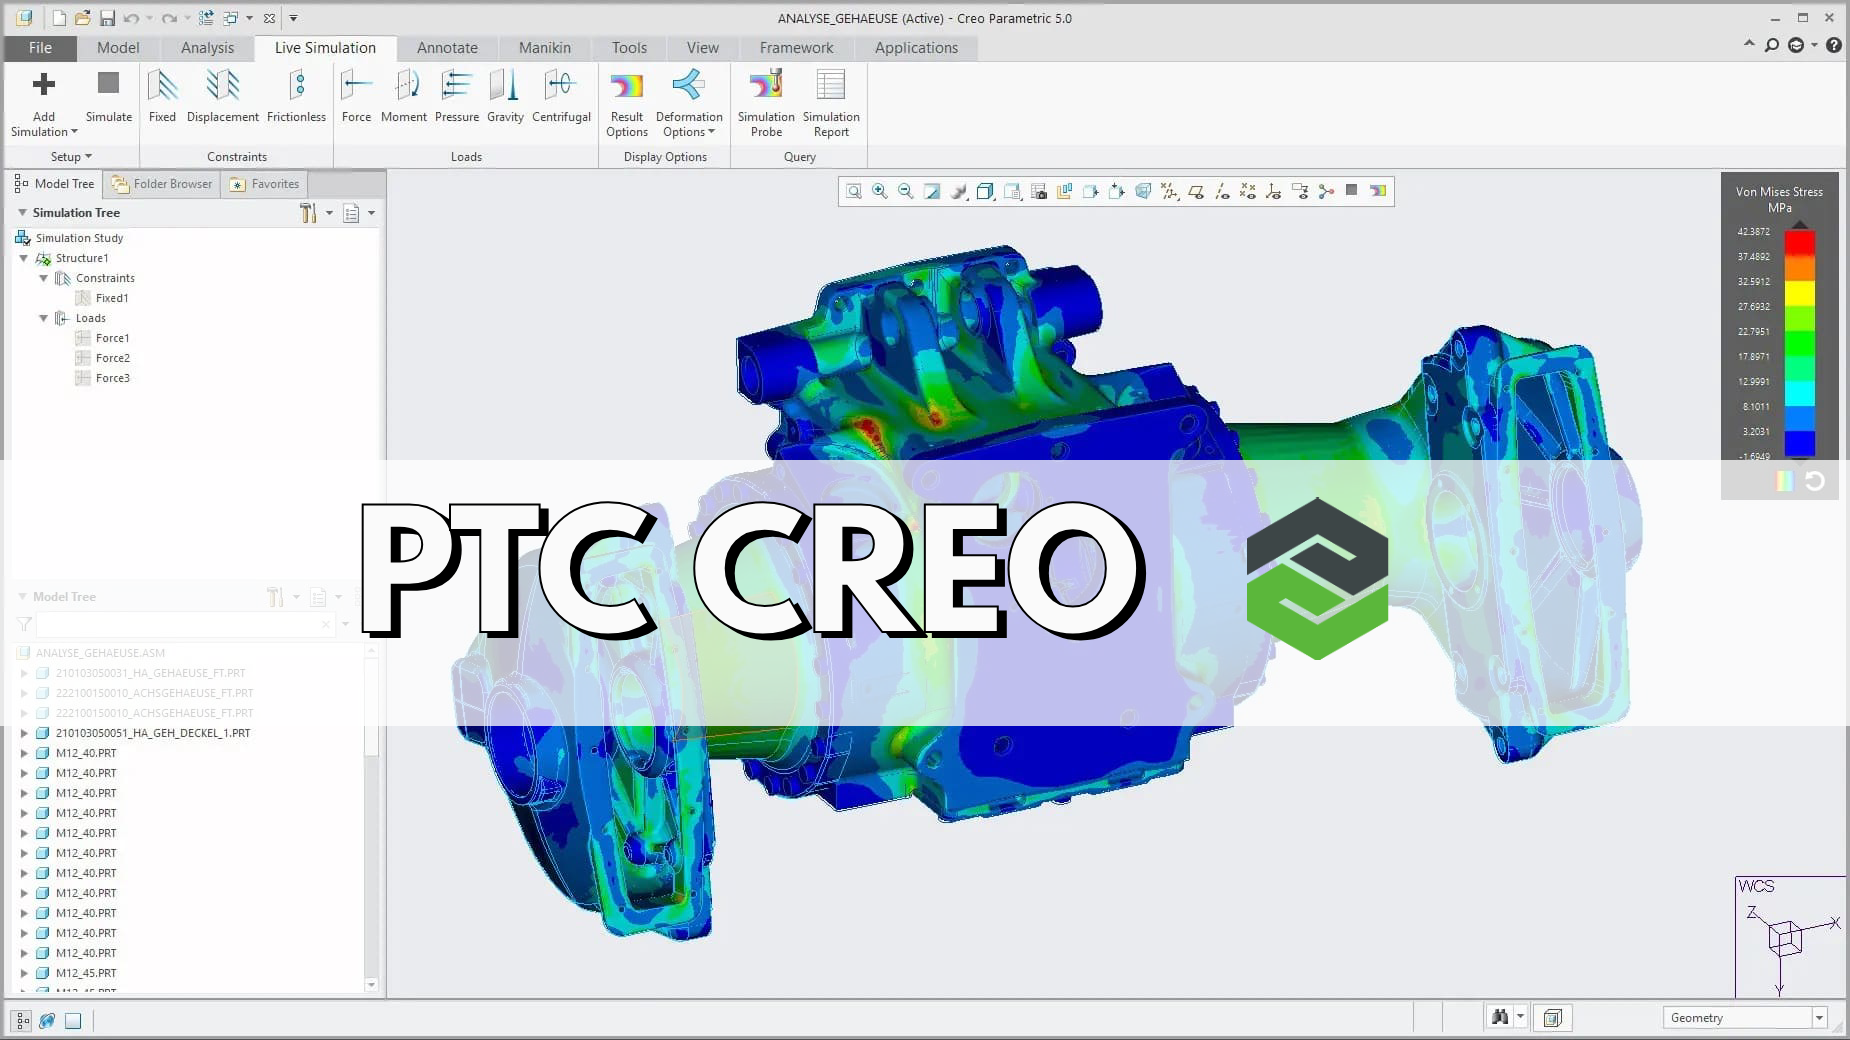 ANALYSE_GEHAEUSE (Active) - Creo Parametric 5.0
File Model Analysis Live Simulation Annotate Manikin Tools View Framework Applications
Add Simulation
Simulate
Fixed
Displacement
Frictionless
Force
Moment
Pressure
Gravity
Centrifugal
Result Options
Deformation Options
Simulation Probe
Simulation Report
Setup Constraints Loads Display Options Query
Model Tree Folder Browser Favorites
Simulation Tree
Simulation Study
Structure1
Constraints
Fixed1
Loads
Force1
Force2
Force3
Von Mises Stress
MPa
42.3872
37.4892
32.5912
27.6932
22.7951
17.8971
12.9991
8.1011
3.2031
-1.6949
PTC CREO
Model Tree
ANALYSE_GEHAEUSE.ASM
210103050031_HA_GEHAEUSE_FT.PRT
222100150010_ACHSGEHAEUSE_FT.PRT
222100150010_ACHSGEHAEUSE_FT.PRT
210103050051_HA_GEH_DECKEL_1.PRT
M12_40.PRT
M12_40.PRT
M12_40.PRT
M12_40.PRT
M12_40.PRT
M12_40.PRT
M12_40.PRT
M12_40.PRT
M12_40.PRT
M12_40.PRT
M12_40.PRT
M12_45.PRT
M12_45.PRT
WCS
Z
X
Y
Geometry